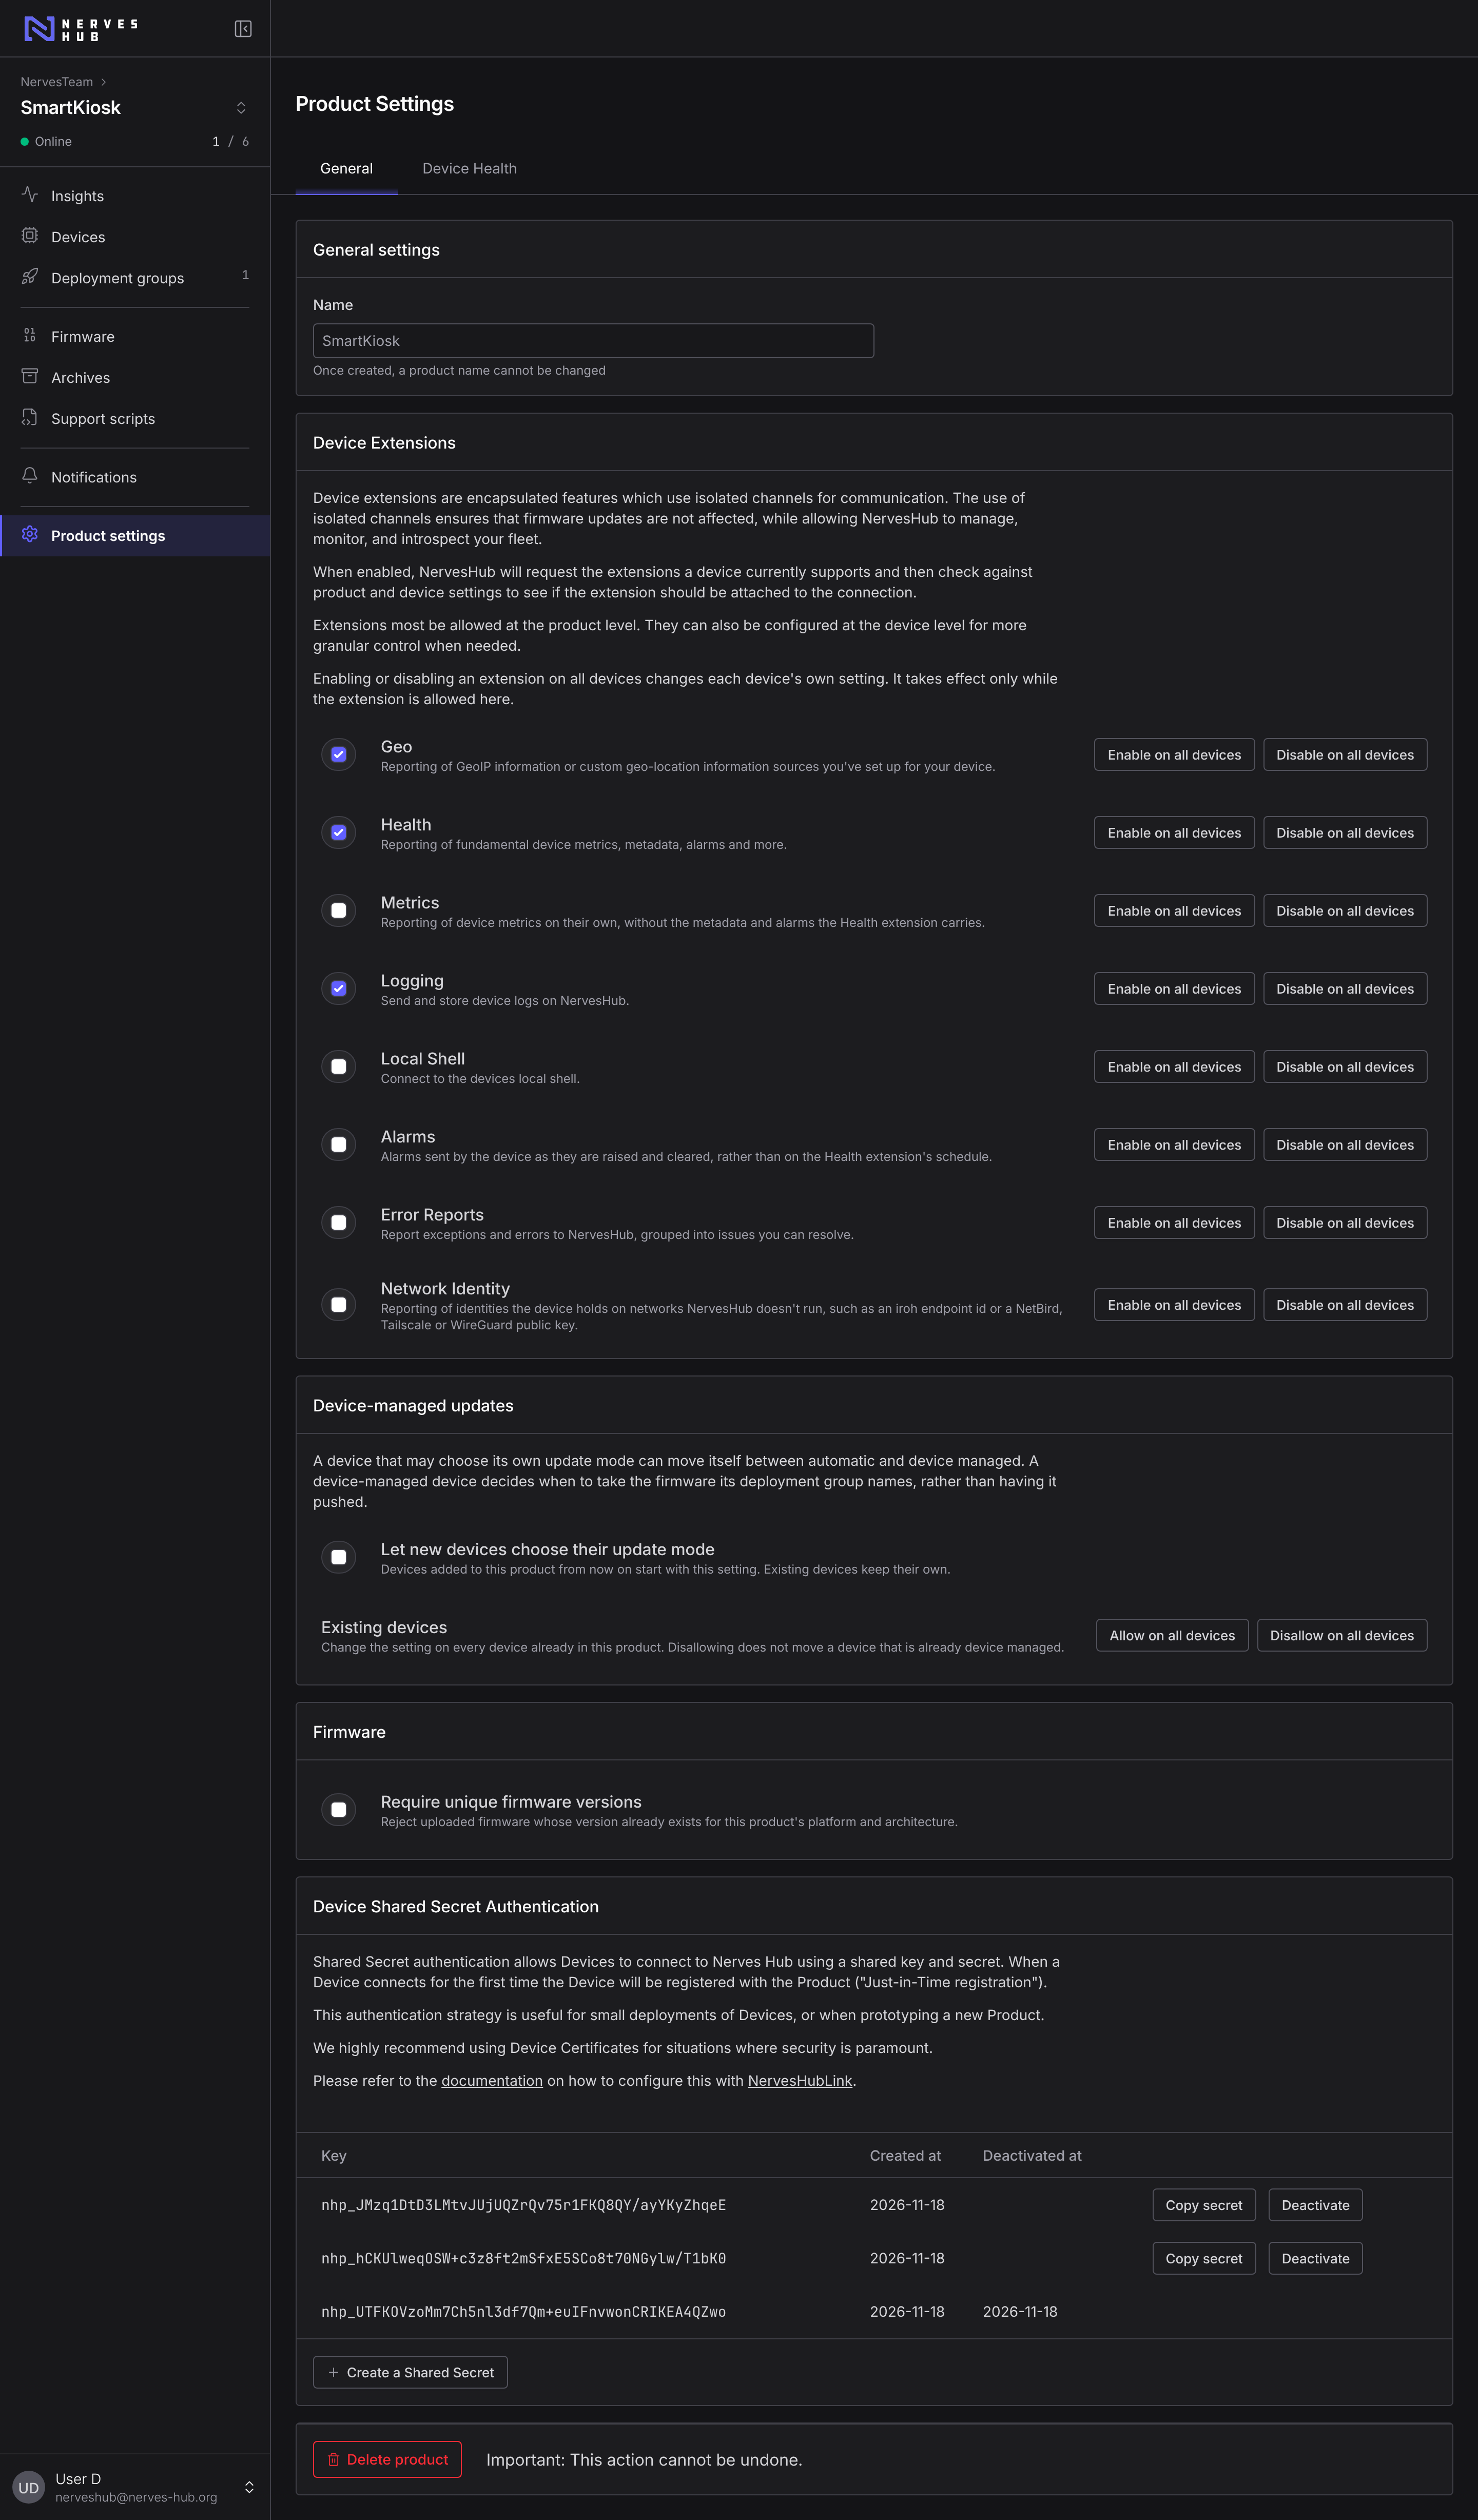 NERVES
HUB
NervesTeam
SmartKiosk
Online
1 / 6
Insights
Devices
Deployment groups
1
Firmware
Archives
Support scripts
Notifications
Product settings
Product Settings
General
Device Health
General settings
Name
SmartKiosk
Once created, a product name cannot be changed
Device Extensions
Device extensions are encapsulated features which use isolated channels for communication. The use of
isolated channels ensures that firmware updates are not affected, while allowing NervesHub to manage,
monitor, and introspect your fleet.
When enabled, NervesHub will request the extensions a device currently supports and then check against
product and device settings to see if the extension should be attached to the connection.
Extensions most be allowed at the product level. They can also be configured at the device level for more
granular control when needed.
Enabling or disabling an extension on all devices changes each device's own setting. It takes effect only while
the extension is allowed here.
Geo
Reporting of GeoIP information or custom geo-location information sources you've set up for your device.
Enable on all devices
Disable on all devices
Health
Reporting of fundamental device metrics, metadata, alarms and more.
Enable on all devices
Disable on all devices
Metrics
Reporting of device metrics on their own, without the metadata and alarms the Health extension carries.
Enable on all devices
Disable on all devices
Logging
Send and store device logs on NervesHub.
Enable on all devices
Disable on all devices
Local Shell
Connect to the devices local shell.
Enable on all devices
Disable on all devices
Alarms
Alarms sent by the device as they are raised and cleared, rather than on the Health extension's schedule.
Enable on all devices
Disable on all devices
Error Reports
Report exceptions and errors to NervesHub, grouped into issues you can resolve.
Enable on all devices
Disable on all devices
Network Identity
Reporting of identities the device holds on networks NervesHub doesn't run, such as an iroh endpoint id or a NetBird,
Tailscale or WireGuard public key.
Enable on all devices
Disable on all devices
Device-managed updates
A device that may choose its own update mode can move itself between automatic and device managed. A
device-managed device decides when to take the firmware its deployment group names, rather than having it
pushed.
Let new devices choose their update mode
Devices added to this product from now on start with this setting. Existing devices keep their own.
Existing devices
Change the setting on every device already in this product. Disallowing does not move a device that is already device managed.
Allow on all devices
Disallow on all devices
Firmware
Require unique firmware versions
Reject uploaded firmware whose version already exists for this product's platform and architecture.
Device Shared Secret Authentication
Shared Secret authentication allows Devices to connect to Nerves Hub using a shared key and secret. When a
Device connects for the first time the Device will be registered with the Product ("Just-in-Time registration").
This authentication strategy is useful for small deployments of Devices, or when prototyping a new Product.
We highly recommend using Device Certificates for situations where security is paramount.
Please refer to the documentation on how to configure this with NervesHubLink.
Key
Created at
Deactivated at
nhp_JMzq1DtD3LMtvJUjUQZrQv75r1FKQ8QY/ayYKyZhqeE
2026-11-18
Copy secret
Deactivate
nhp_hCKUlweqOSW+c3z8ft2mSfxE5SCo8t70NGylw/T1bK0
2026-11-18
Copy secret
Deactivate
nhp_UTFKOVzoMm7Ch5nl3df7Qm+euIFnvwonCRIKEA4QZwo
2026-11-18
2026-11-18
Create a Shared Secret
Delete product
Important: This action cannot be undone.
UD
User D
nerveshub@nerves-hub.org